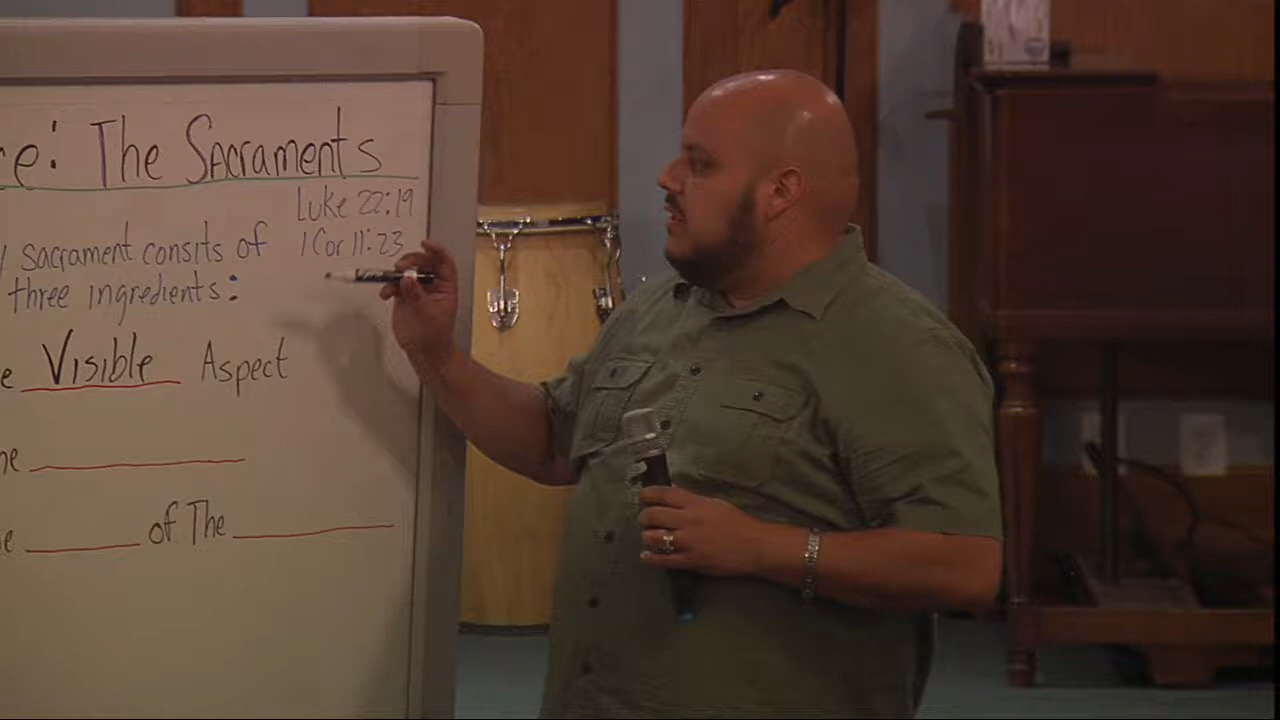 ce: The Sacraments
Luke 22:19
1 Cor 11:23
y sacrament consits of
three ingredients:
e Visible Aspect
he
e of The